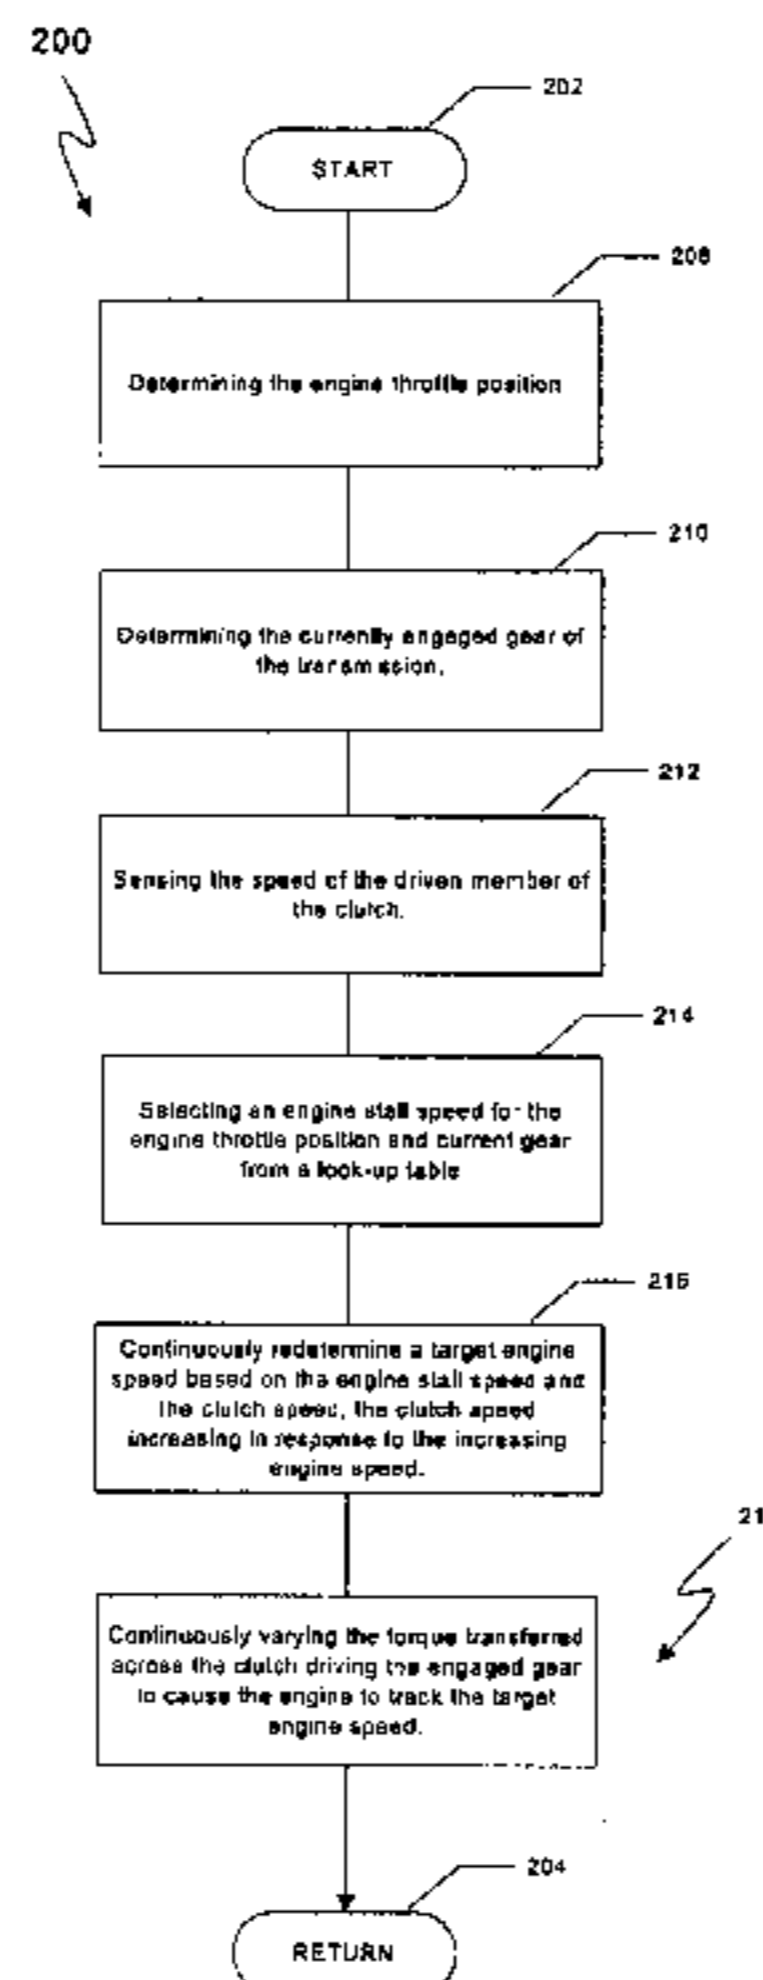 200
202
START
208
Determining the engine throttle position
210
Determining the currently engaged gear of
the transmission.
212
Sensing the speed of the driven member of
the clutch.
214
Selecting an engine stall speed for the
engine throttle position and current gear
from a look-up table
216
Continuously redetermine a target engine
speed based on the engine stall speed and
the clutch speed, the clutch speed
increasing in response to the increasing
engine speed.
21
Continuously varying the torque transferred
across the clutch driving the engaged gear
to cause the engine to track the target
engine speed.
204
RETURN